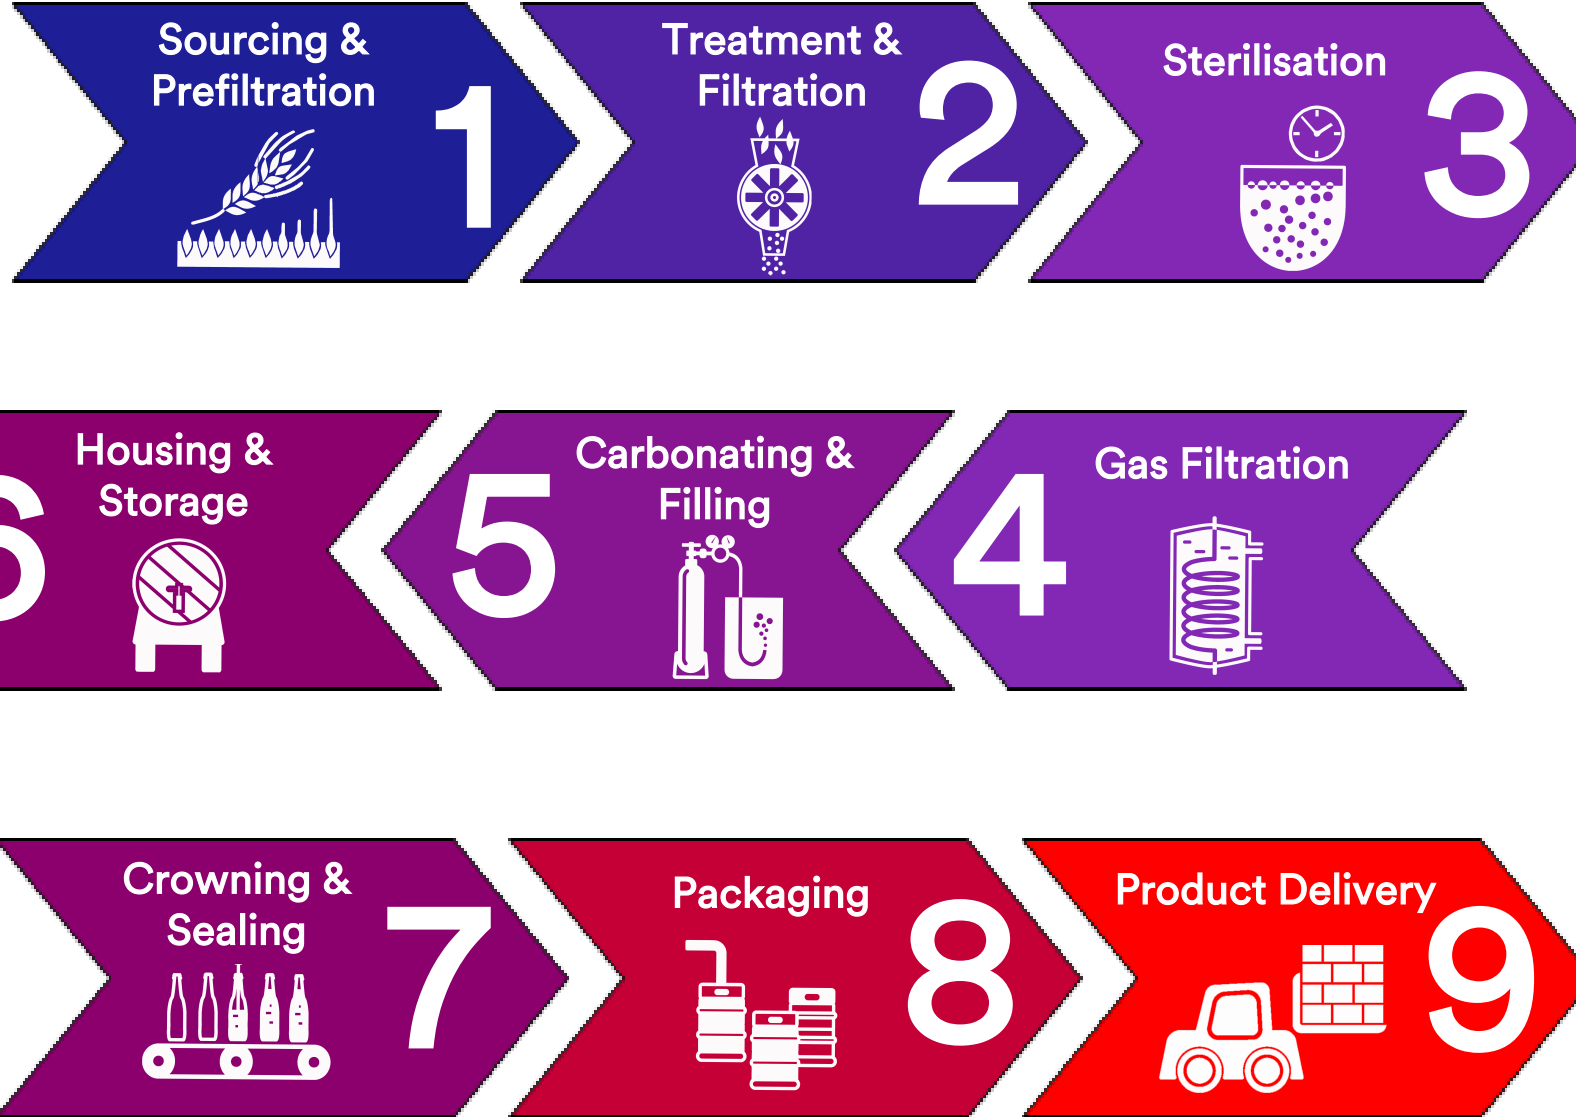 Sourcing &
Prefiltration
1
Treatment &
Filtration
2
Sterilisation
3
Gas Filtration
4
Carbonating &
Filling
5
Housing &
Storage
6
Crowning &
Sealing
7
Packaging
8
Product Delivery
9